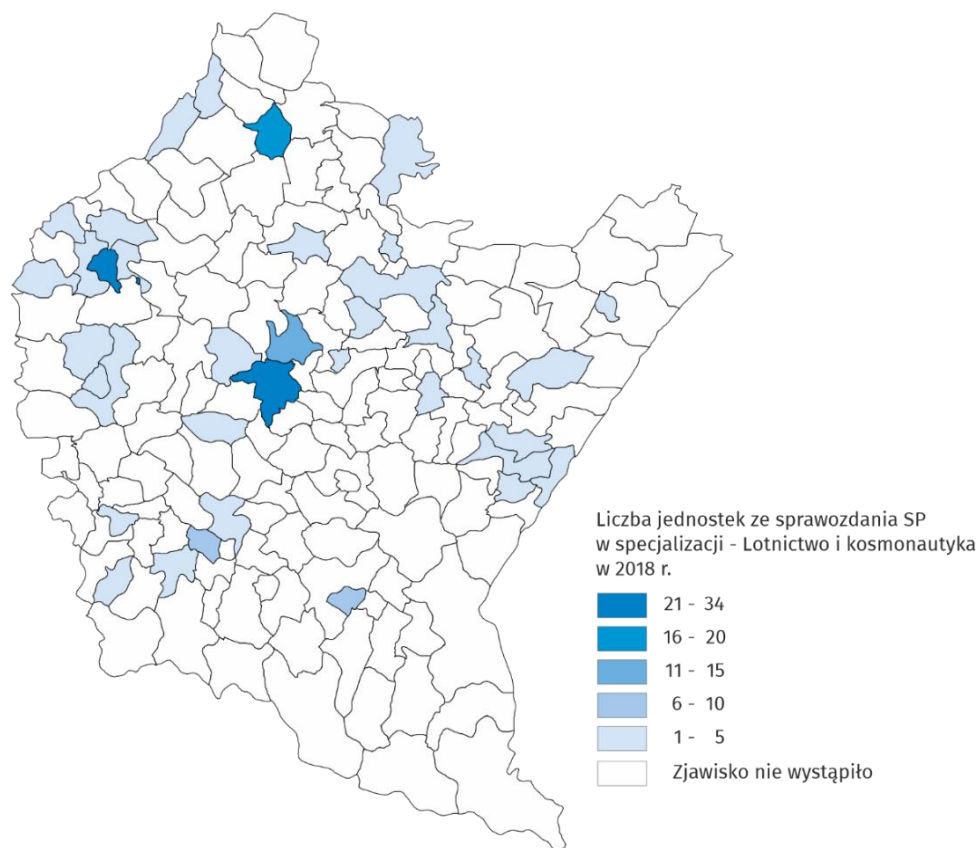 Liczba jednostek ze sprawozdania SP
w specjalizacji - Lotnictwo i kosmonautyka
w 2018 r.
21 - 34
16 - 20
11 - 15
6 - 10
1 - 5
Zjawisko nie wystąpiło